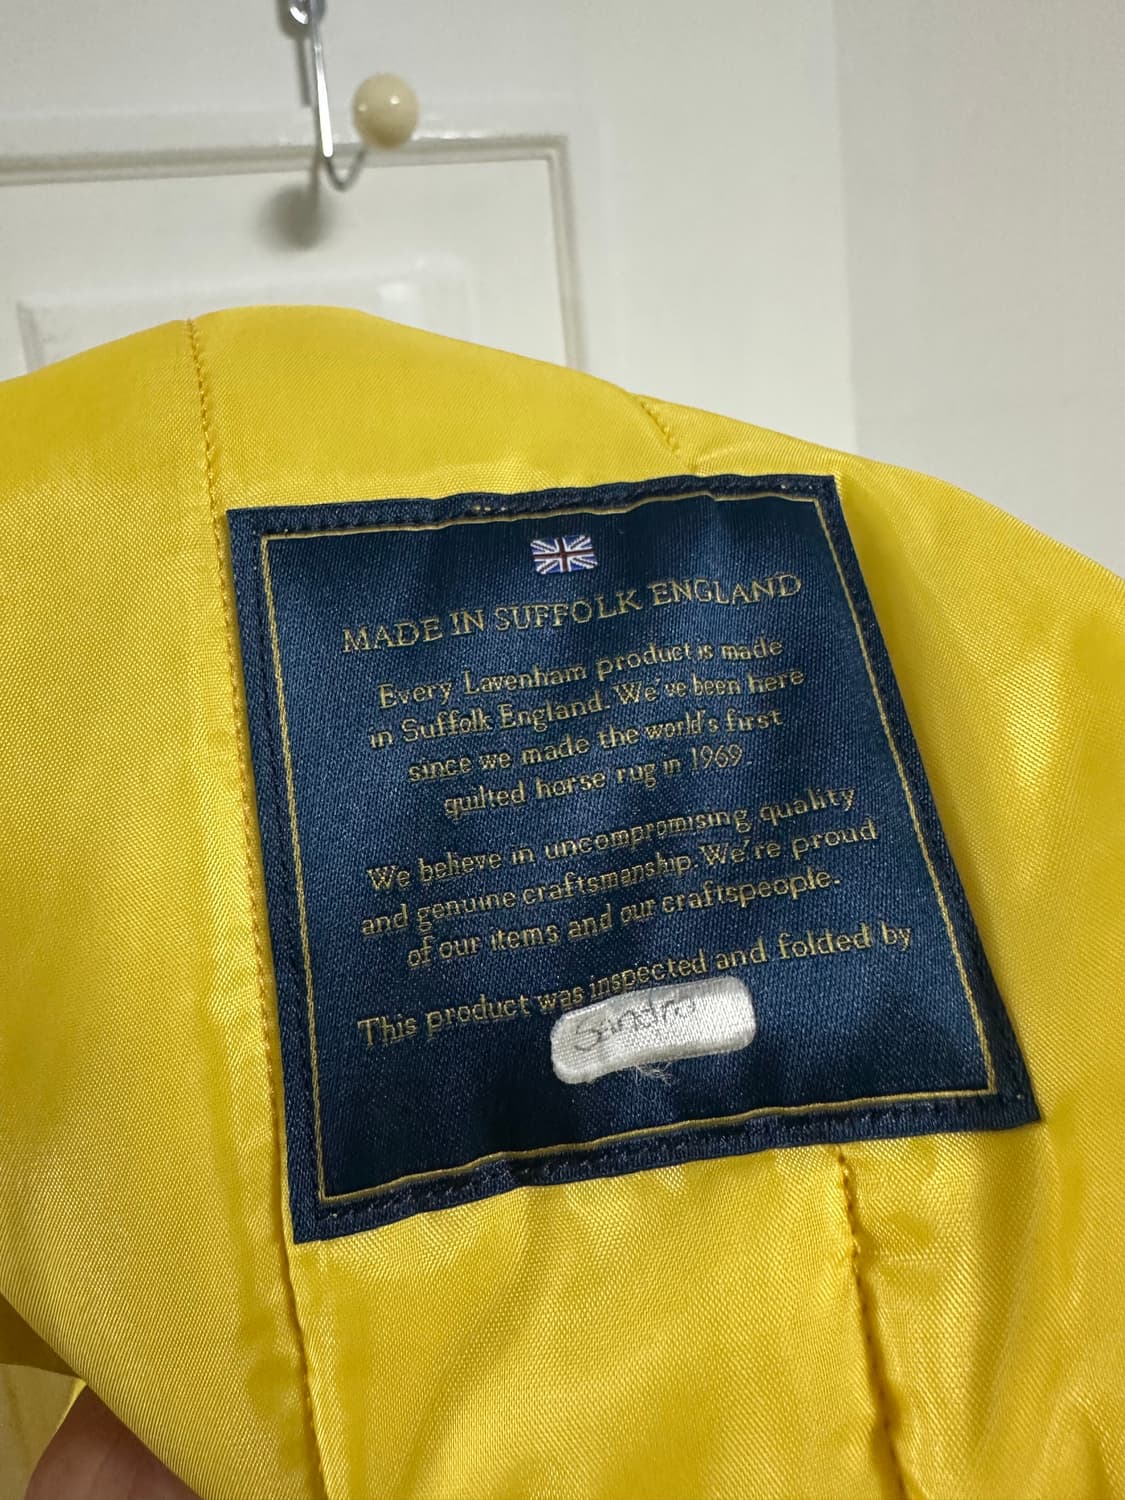 MADE IN SUFFOLK ENGLAND
Every Lavenham product is made
in Suffolk England. We've been here
since we made the world's first
quilted horse rug in 1969.
We believe in uncompromising quality
and genuine craftsmanship. We're proud
of our items and our craftspeople.
This product was inspected and folded by
Sandra